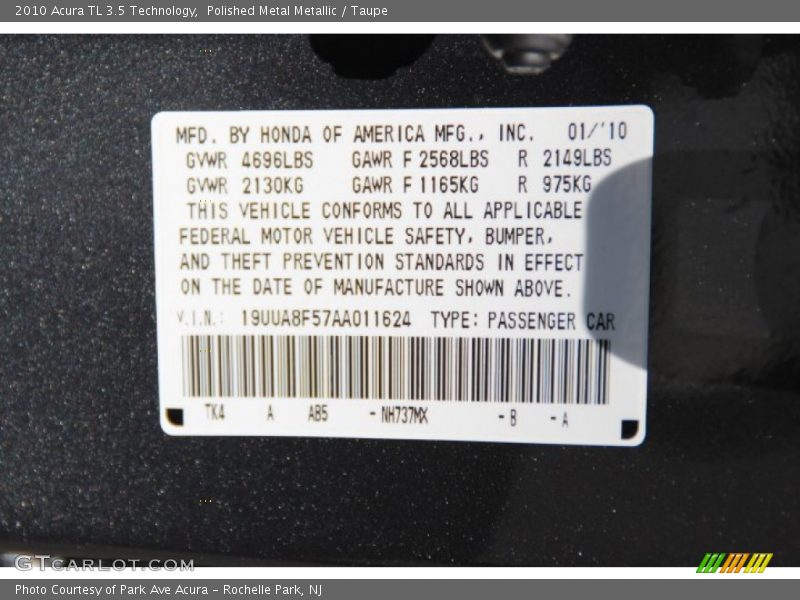 2010 Acura TL 3.5 Technology,  Polished Metal Metallic / Taupe
MFD. BY HONDA OF AMERICA MFG., INC. 01/'10
GVWR 4696LBS GAWR F 2568LBS R 2149LBS
GVWR 2130KG GAWR F 1165KG R 975KG
THIS VEHICLE CONFORMS TO ALL APPLICABLE
FEDERAL MOTOR VEHICLE SAFETY, BUMPER,
AND THEFT PREVENTION STANDARDS IN EFFECT
ON THE DATE OF MANUFACTURE SHOWN ABOVE.
V.I.N.: 19UUA8F57AA011624 TYPE: PASSENGER CAR
TK4 A AB5 - NH737MX - B - A
GTCARLOT.COM
Photo Courtesy of Park Ave Acura - Rochelle Park, NJ